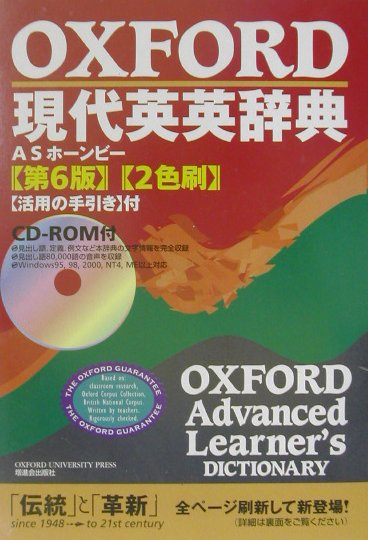 OXFORD
現代英英辞典
A S ホーンビー
【第6版】【2色刷】
【活用の手引き】付
CD-ROM付
●見出し語、定義、例文など本辞典の文字情報を完全収録
●見出し語80,000語の音声を収録
●Windows95, 98, 2000, NT4, ME以上対応
THE OXFORD GUARANTEE
Based on:
classroom research,
Oxford Corpus Collection,
British National Corpus.
Written by teachers.
Rigorously checked.
THE OXFORD GUARANTEE
OXFORD
Advanced
Learner's
DICTIONARY
OXFORD UNIVERSITY PRESS
増進会出版社
「伝統」と「革新」
since 1948 → to 21st century
全ページ刷新して新登場!
(詳細は裏面をご覧ください)